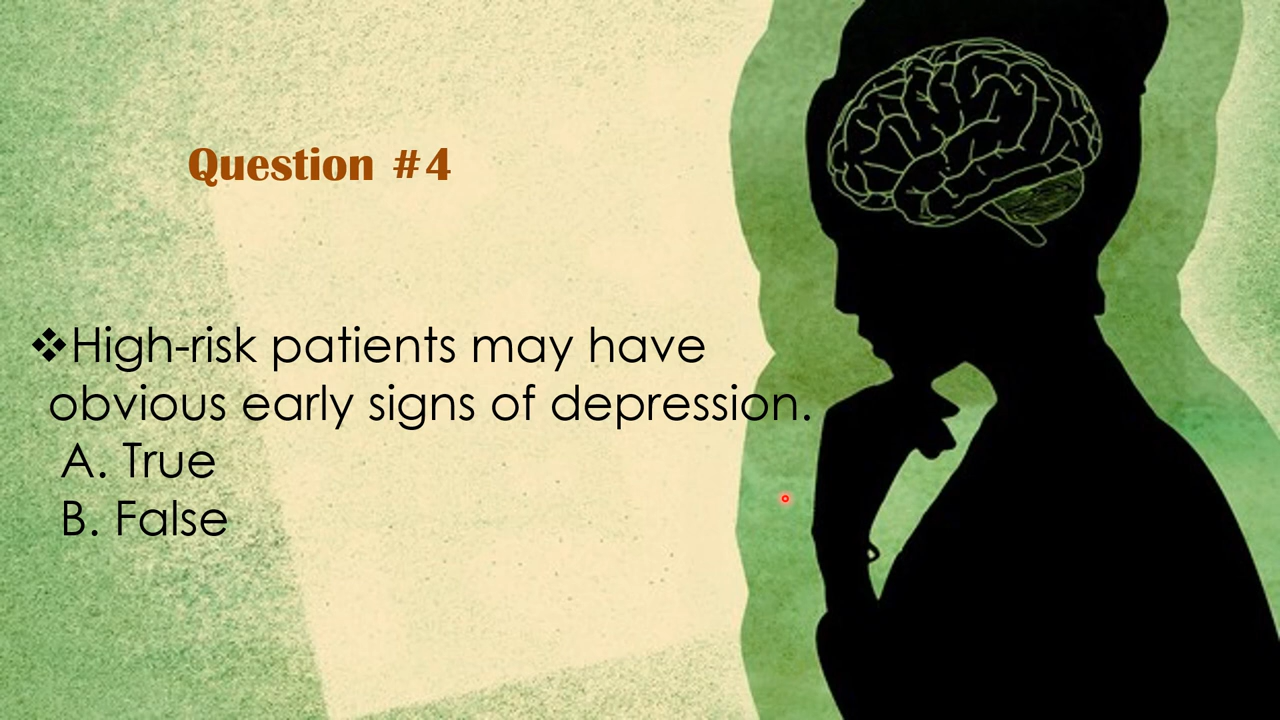 Question #4
❖High-risk patients may have
obvious early signs of depression.
A. True
B. False